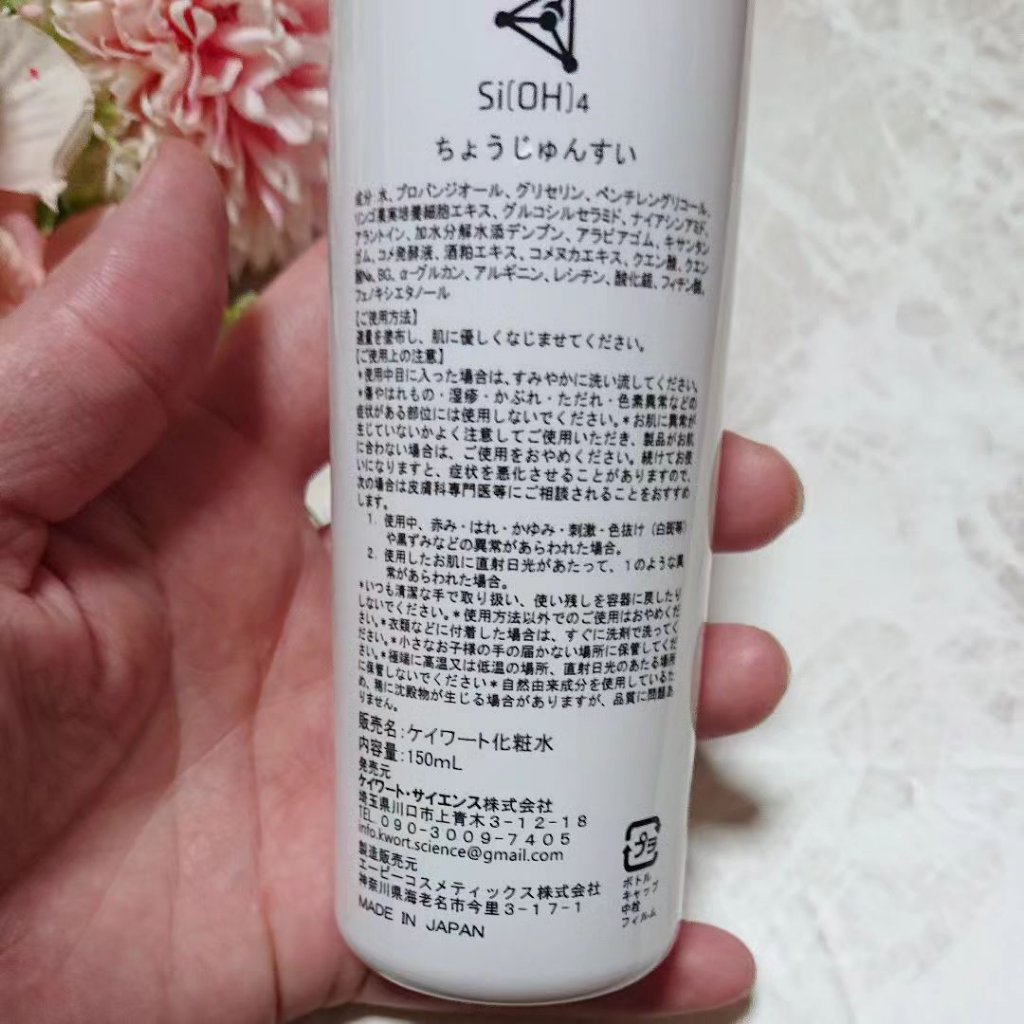 Si(OH)4
ちょうじゅんすい
成分:水、プロパンジオール、グリセリン、ペンチレングリコール、
リンゴ果実培養細胞エキス、グルコシルセラミド、ナイアシンアミド、
アラントイン、加水分解水添デンプン、アラビアガム、キサンタン
ガム、コメ発酵液、酒粕エキス、コメヌカエキス、クエン酸、クエン
酸Na、BG、α-グルカン、アルギニン、レシチン、酸化銀、フィチン酸、
フェノキシエタノール
【ご使用方法】
適量を塗布し、肌に優しくなじませてください。
【ご使用上の注意】
*使用中目に入った場合は、すみやかに洗い流してください。
*傷やはれもの・湿疹・かぶれ・ただれ・色素異常などの
症状がある部位には使用しないでください。*お肌に異常が
生じていないかよく注意してご使用いただき、製品がお肌
に合わない場合は、ご使用をおやめください。続けてお使
いになりますと、症状を悪化させることがありますので、
次の場合は皮膚科専門医等にご相談されることをおすすめ
します。
1. 使用中、赤み・はれ・かゆみ・刺激・色抜け(白斑等)
や黒ずみなどの異常があらわれた場合。
2. 使用したお肌に直射日光があたって、1のような異
常があらわれた場合。
*いつも清潔な手で取り扱い、使い残しを容器に戻したり
しないでください。*使用方法以外でのご使用はおやめくだ
さい。*衣類などに付着した場合は、すぐに洗剤で洗ってく
ださい。*小さなお子様の手の届かない場所に保管してくだ
さい。*極端に高温又は低温の場所、直射日光のあたる場所
に保管しないでください*自然由来成分を使用しているた
め、稀に沈殿物が生じる場合がありますが、品質に問題あ
りません。
販売名:ケイワート化粧水
内容量:150mL
発売元
ケイワート・サイエンス株式会社
埼玉県川口市上青木3-12-18
TEL 090-3009-7405
info.kwort.science@gmail.com
製造販売元
エーピーコスメティックス株式会社
神奈川県海老名市今里3-17-1
MADE IN JAPAN
プラ
ボトル
キャップ
中栓
フィルム